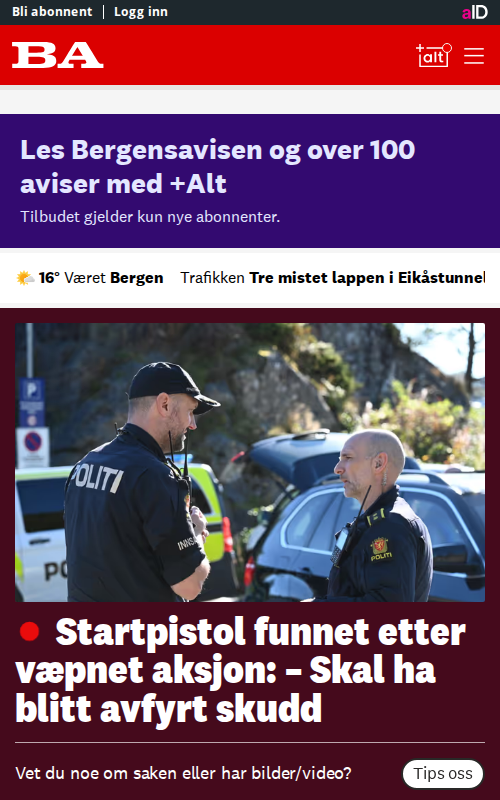 Bli abonnent | Logg inn
aID
BA
+alt
Les Bergensavisen og over 100
aviser med +Alt
Tilbudet gjelder kun nye abonnenter.
16° Været Bergen Trafikken Tre mistet lappen i Eikåstunnel
P
POLITI
INNS
POLITI
PO
Startpistol funnet etter
væpnet aksjon: – Skal ha
blitt avfyrt skudd
Vet du noe om saken eller har bilder/video?
Tips oss